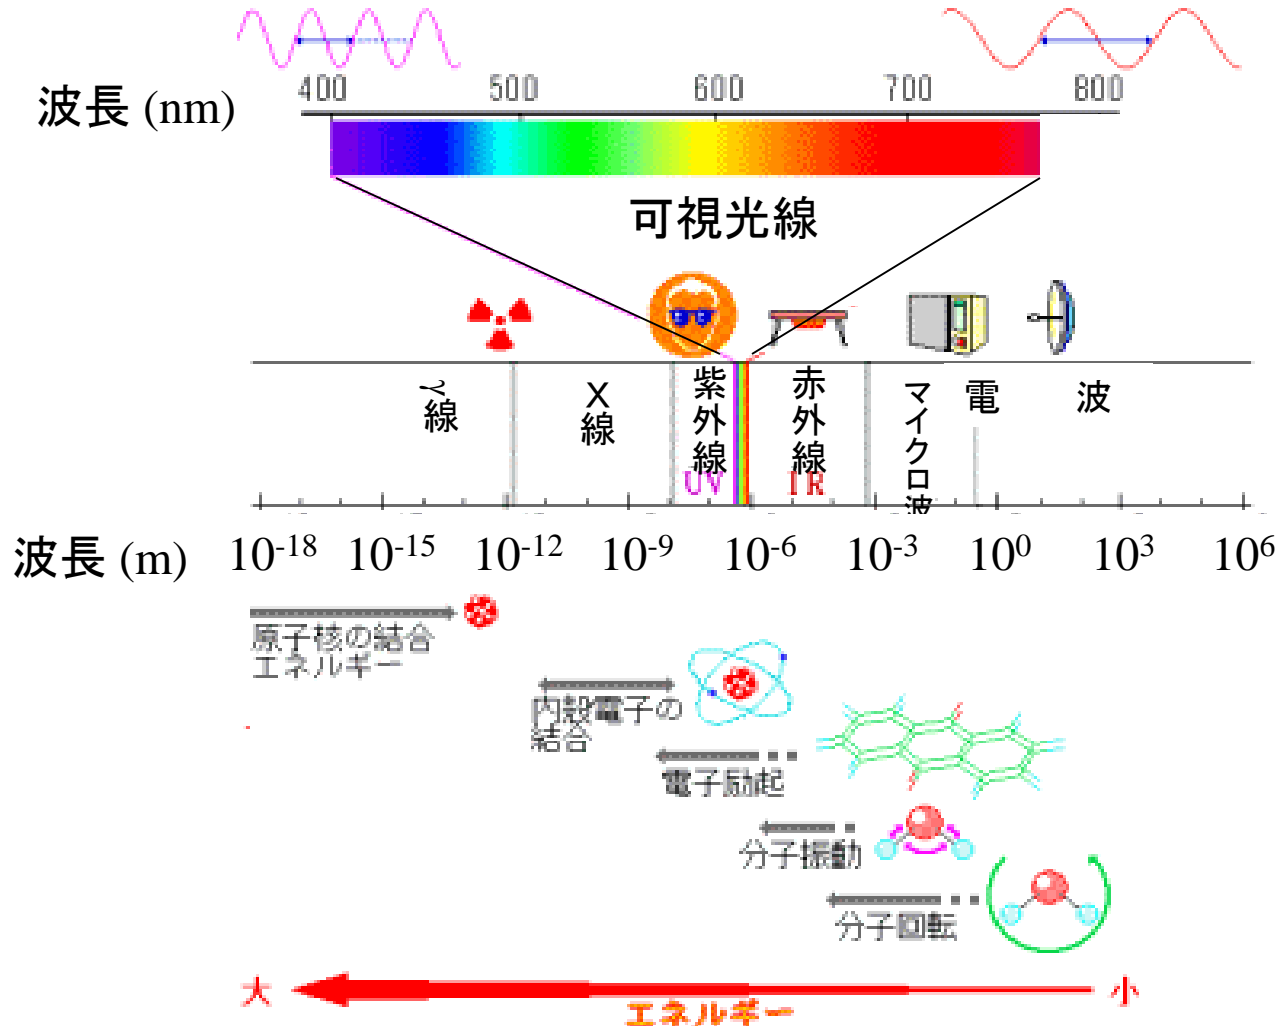 400 500 600 700 800
波長 (nm)
可視光線
γ線
X線
紫外線
UV
赤外線
IR
マイクロ波
電波
波長 (m) 10-18 10-15 10-12 10-9 10-6 10-3 100 103 106
原子核の結合
エネルギー
内殻電子の
結合
電子励起
分子振動
分子回転
大 小
エネルギー